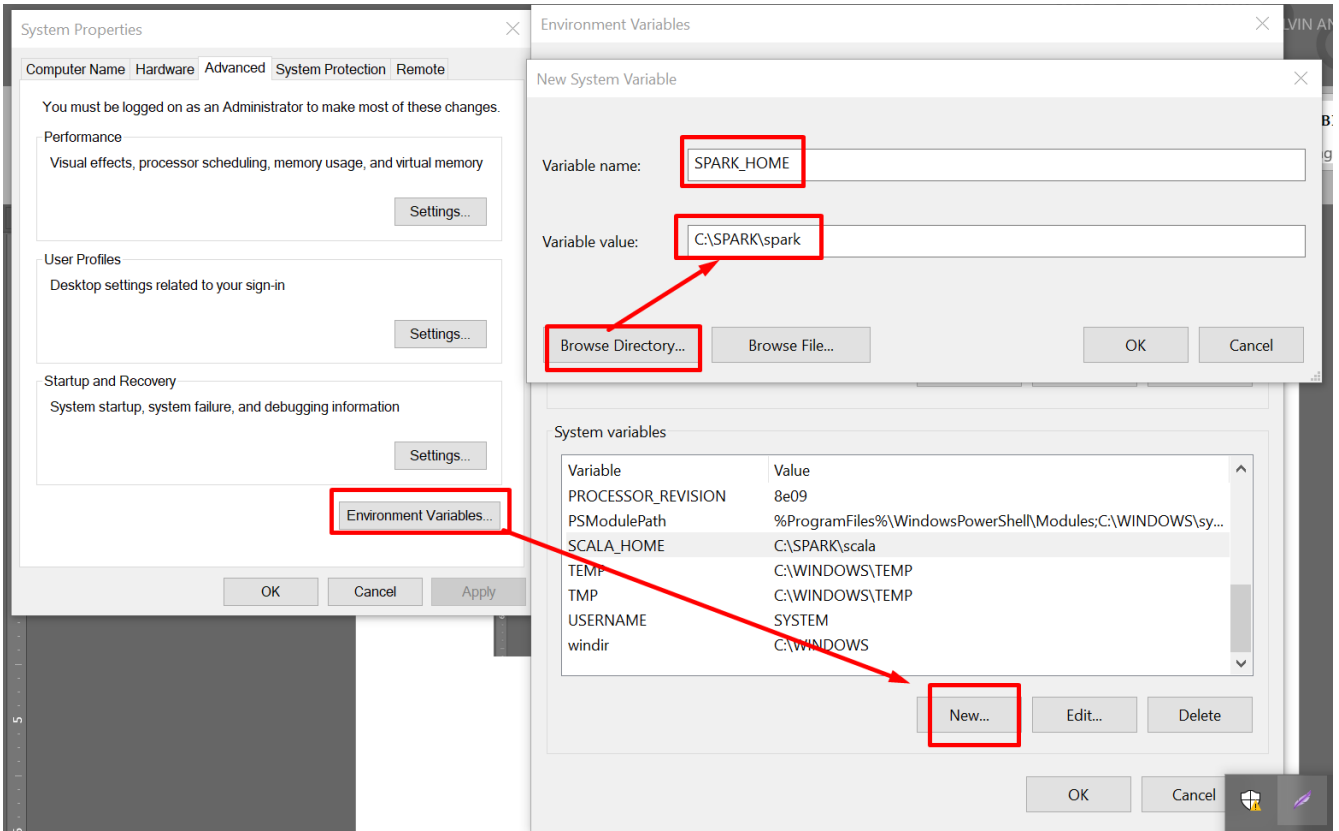 System Properties
Computer Name Hardware Advanced System Protection Remote
You must be logged on as an Administrator to make most of these changes.
Performance
Visual effects, processor scheduling, memory usage, and virtual memory
Settings...
User Profiles
Desktop settings related to your sign-in
Settings...
Startup and Recovery
System startup, system failure, and debugging information
Settings...
Environment Variables...
OK Cancel Apply
Environment Variables
New System Variable
Variable name: SPARK_HOME
Variable value: C:\SPARK\spark
Browse Directory... Browse File... OK Cancel
System variables
Variable Value
PROCESSOR_REVISION 8e09
PSModulePath %ProgramFiles%\WindowsPowerShell\Modules;C:\WINDOWS\sy...
SCALA_HOME C:\SPARK\scala
TEMP C:\WINDOWS\TEMP
TMP C:\WINDOWS\TEMP
USERNAME SYSTEM
windir C:\WINDOWS
New... Edit... Delete
OK Cancel
LVIN AN
5